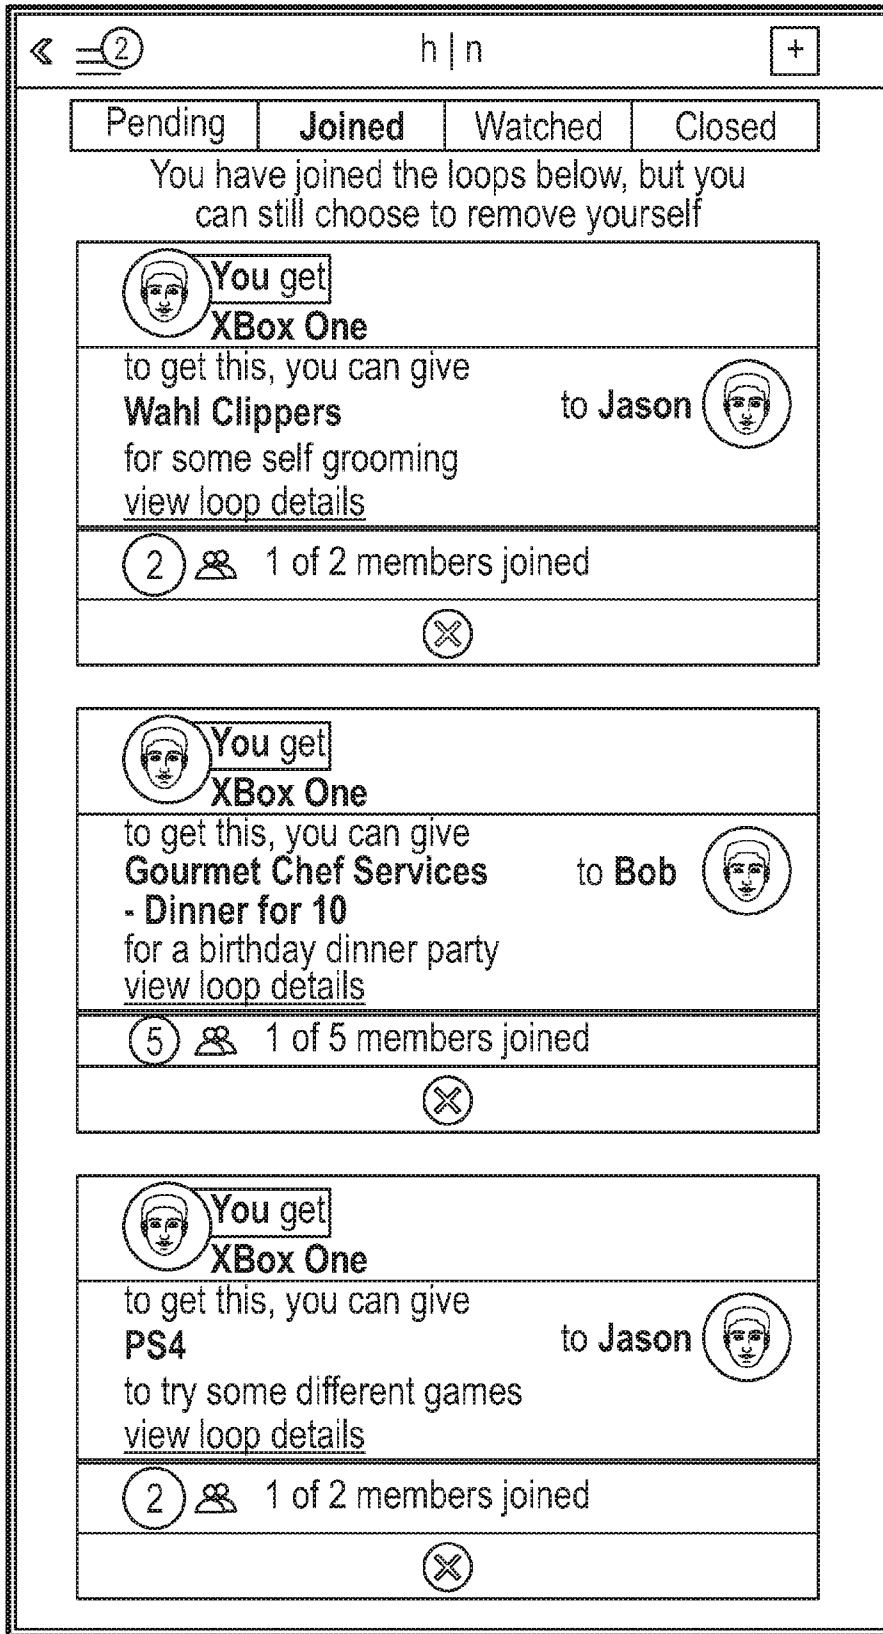 2
h | n
+
Pending Joined Watched Closed
You have joined the loops below, but you
can still choose to remove yourself
You get
XBox One
to get this, you can give
Wahl Clippers
to Jason
for some self grooming
view loop details
2 1 of 2 members joined
You get
XBox One
to get this, you can give
Gourmet Chef Services
- Dinner for 10
to Bob
for a birthday dinner party
view loop details
5 1 of 5 members joined
You get
XBox One
to get this, you can give
PS4
to Jason
to try some different games
view loop details
2 1 of 2 members joined